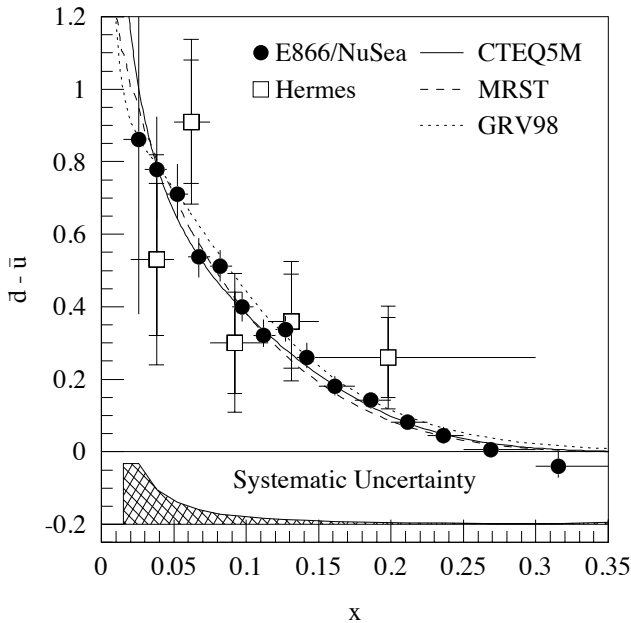 1.2
1
0.8
0.6
0.4
0.2
0
-0.2
d̄ - ū
E866/NuSea
Hermes
CTEQ5M
MRST
GRV98
Systematic Uncertainty
0 0.05 0.1 0.15 0.2 0.25 0.3 0.35
x